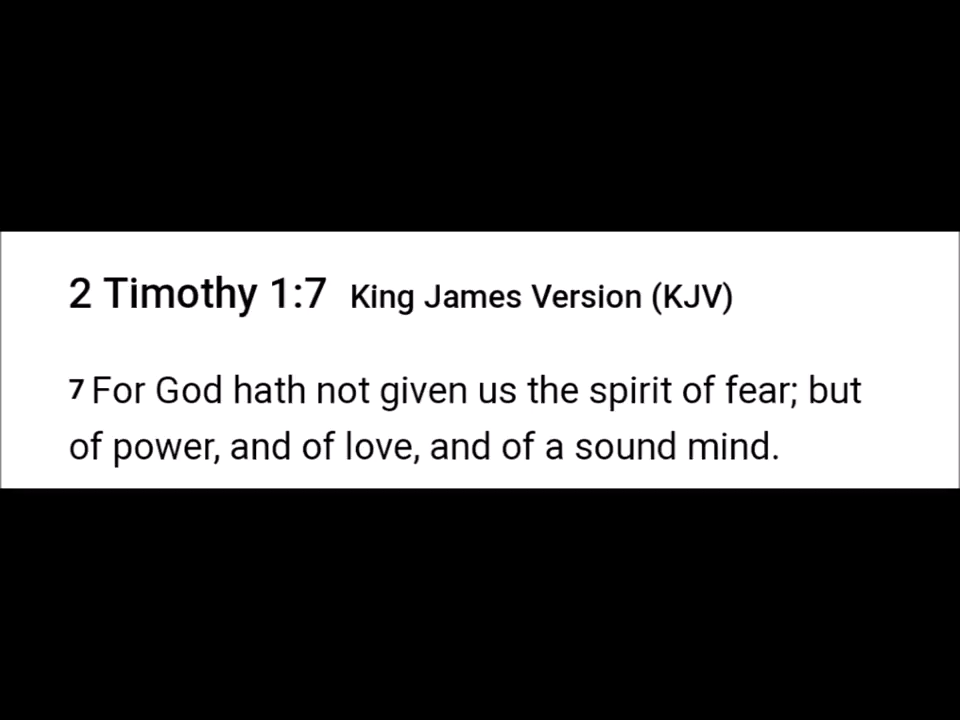 2 Timothy 1:7 King James Version (KJV)
7 For God hath not given us the spirit of fear; but
of power, and of love, and of a sound mind.